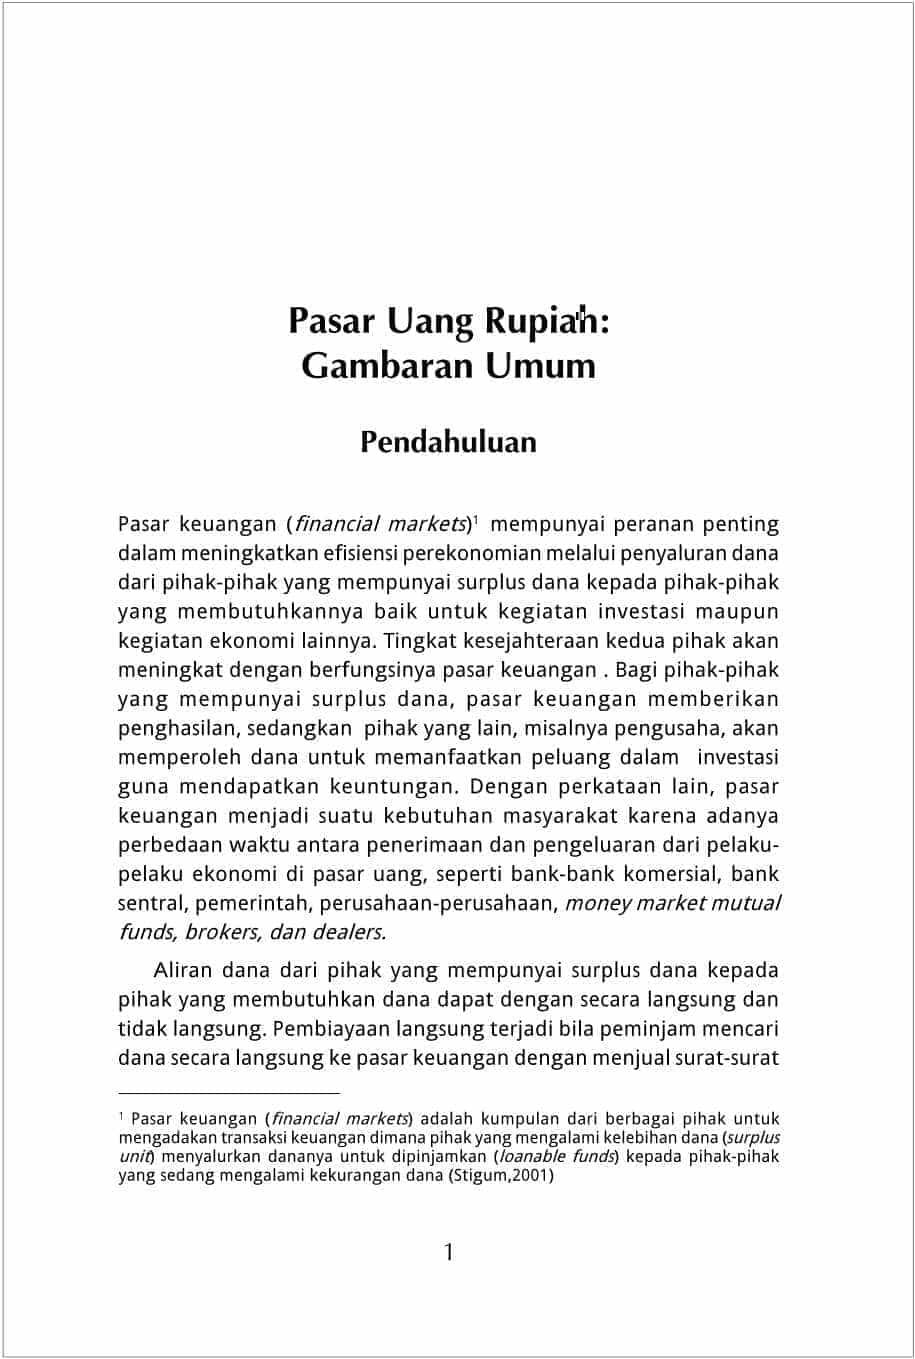 Pasar Uang Rupiah:
Gambaran Umum
Pendahuluan
Pasar keuangan (financial markets)¹ mempunyai peranan penting
dalam meningkatkan efisiensi perekonomian melalui penyaluran dana
dari pihak-pihak yang mempunyai surplus dana kepada pihak-pihak
yang membutuhkannya baik untuk kegiatan investasi maupun
kegiatan ekonomi lainnya. Tingkat kesejahteraan kedua pihak akan
meningkat dengan berfungsinya pasar keuangan . Bagi pihak-pihak
yang mempunyai surplus dana, pasar keuangan memberikan
penghasilan, sedangkan pihak yang lain, misalnya pengusaha, akan
memperoleh dana untuk memanfaatkan peluang dalam investasi
guna mendapatkan keuntungan. Dengan perkataan lain, pasar
keuangan menjadi suatu kebutuhan masyarakat karena adanya
perbedaan waktu antara penerimaan dan pengeluaran dari pelaku-
pelaku ekonomi di pasar uang, seperti bank-bank komersial, bank
sentral, pemerintah, perusahaan-perusahaan, money market mutual
funds, brokers, dan dealers.
Aliran dana dari pihak yang mempunyai surplus dana kepada
pihak yang membutuhkan dana dapat dengan secara langsung dan
tidak langsung. Pembiayaan langsung terjadi bila peminjam mencari
dana secara langsung ke pasar keuangan dengan menjual surat-surat
¹ Pasar keuangan (financial markets) adalah kumpulan dari berbagai pihak untuk
mengadakan transaksi keuangan dimana pihak yang mengalami kelebihan dana (surplus
unit) menyalurkan dananya untuk dipinjamkan (loanable funds) kepada pihak-pihak
yang sedang mengalami kekurangan dana (Stigum,2001)
1